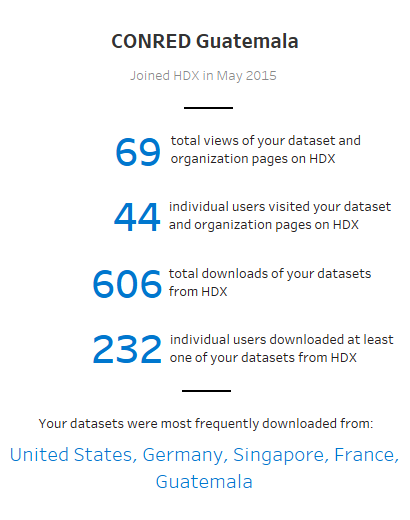 CONRED Guatemala
Joined HDX in May 2015
69 total views of your dataset and
organization pages on HDX
44 individual users visited your dataset
and organization pages on HDX
606 total downloads of your datasets
from HDX
232 individual users downloaded at least
one of your datasets from HDX
Your datasets were most frequently downloaded from:
United States, Germany, Singapore, France,
Guatemala